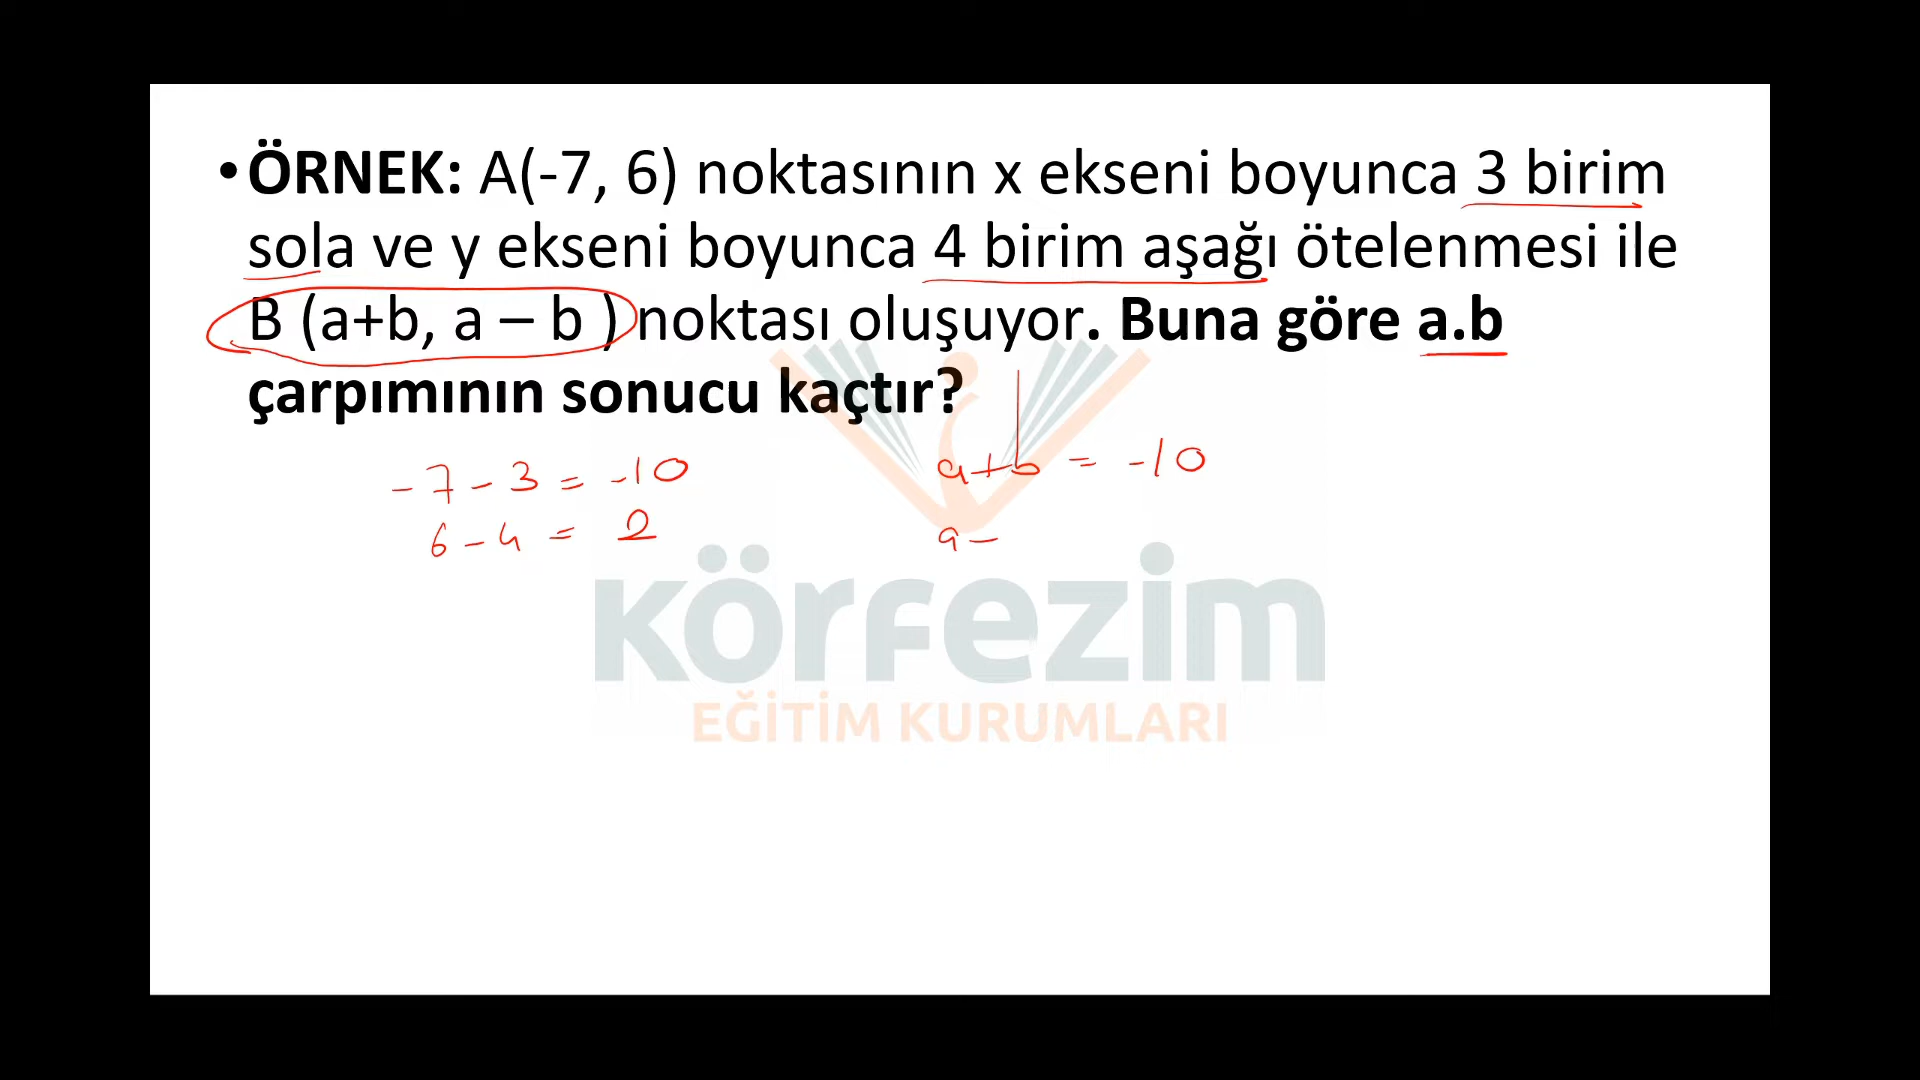 •ÖRNEK: A(-7, 6) noktasının x ekseni boyunca 3 birim
sola ve y ekseni boyunca 4 birim aşağı ötelenmesi ile
B (a+b, a – b ) noktası oluşuyor. Buna göre a.b
çarpımının sonucu kaçtır?
-7-3 = -10
a+b = -10
6-4 = 2
a-
körfezim
EĞİTİM KURUMLARI